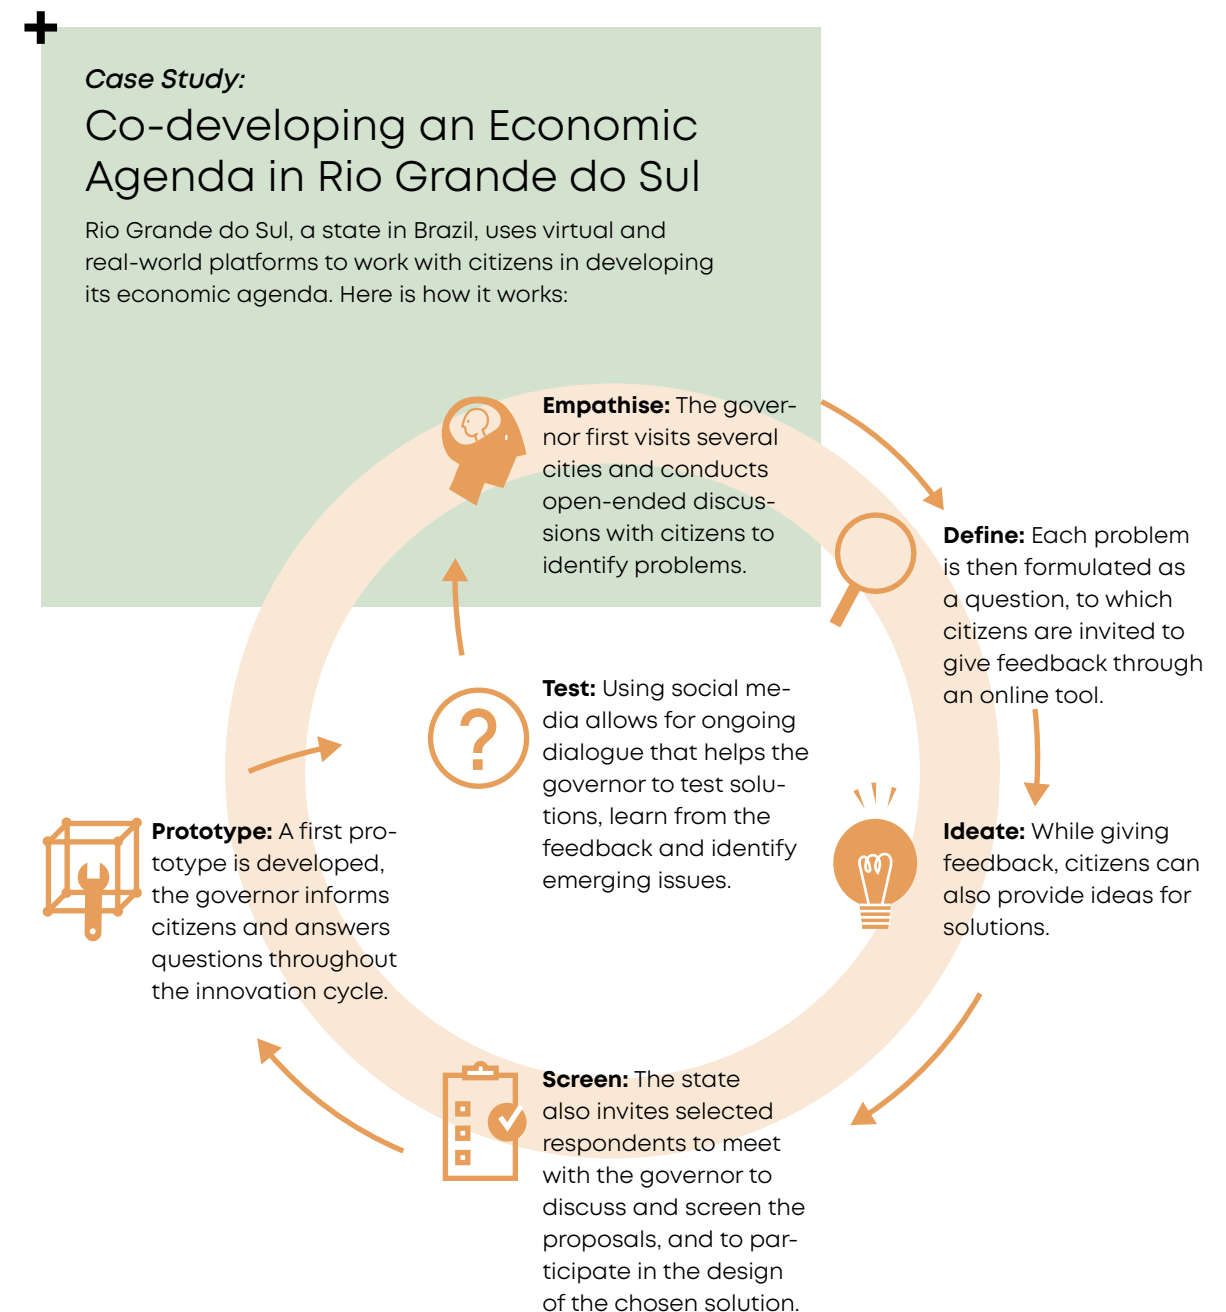 Case Study:
Co-developing an Economic
Agenda in Rio Grande do Sul
Rio Grande do Sul, a state in Brazil, uses virtual and
real-world platforms to work with citizens in developing
its economic agenda. Here is how it works:
Empathise: The gover-
nor first visits several
cities and conducts
open-ended discus-
sions with citizens to
identify problems.
Define: Each problem
is then formulated as
a question, to which
citizens are invited to
give feedback through
an online tool.
Ideate: While giving
feedback, citizens can
also provide ideas for
solutions.
Screen: The state
also invites selected
respondents to meet
with the governor to
discuss and screen the
proposals, and to par-
ticipate in the design
of the chosen solution.
Prototype: A first pro-
totype is developed,
the governor informs
citizens and answers
questions throughout
the innovation cycle.
?
Test: Using social me-
dia allows for ongoing
dialogue that helps the
governor to test solu-
tions, learn from the
feedback and identify
emerging issues.